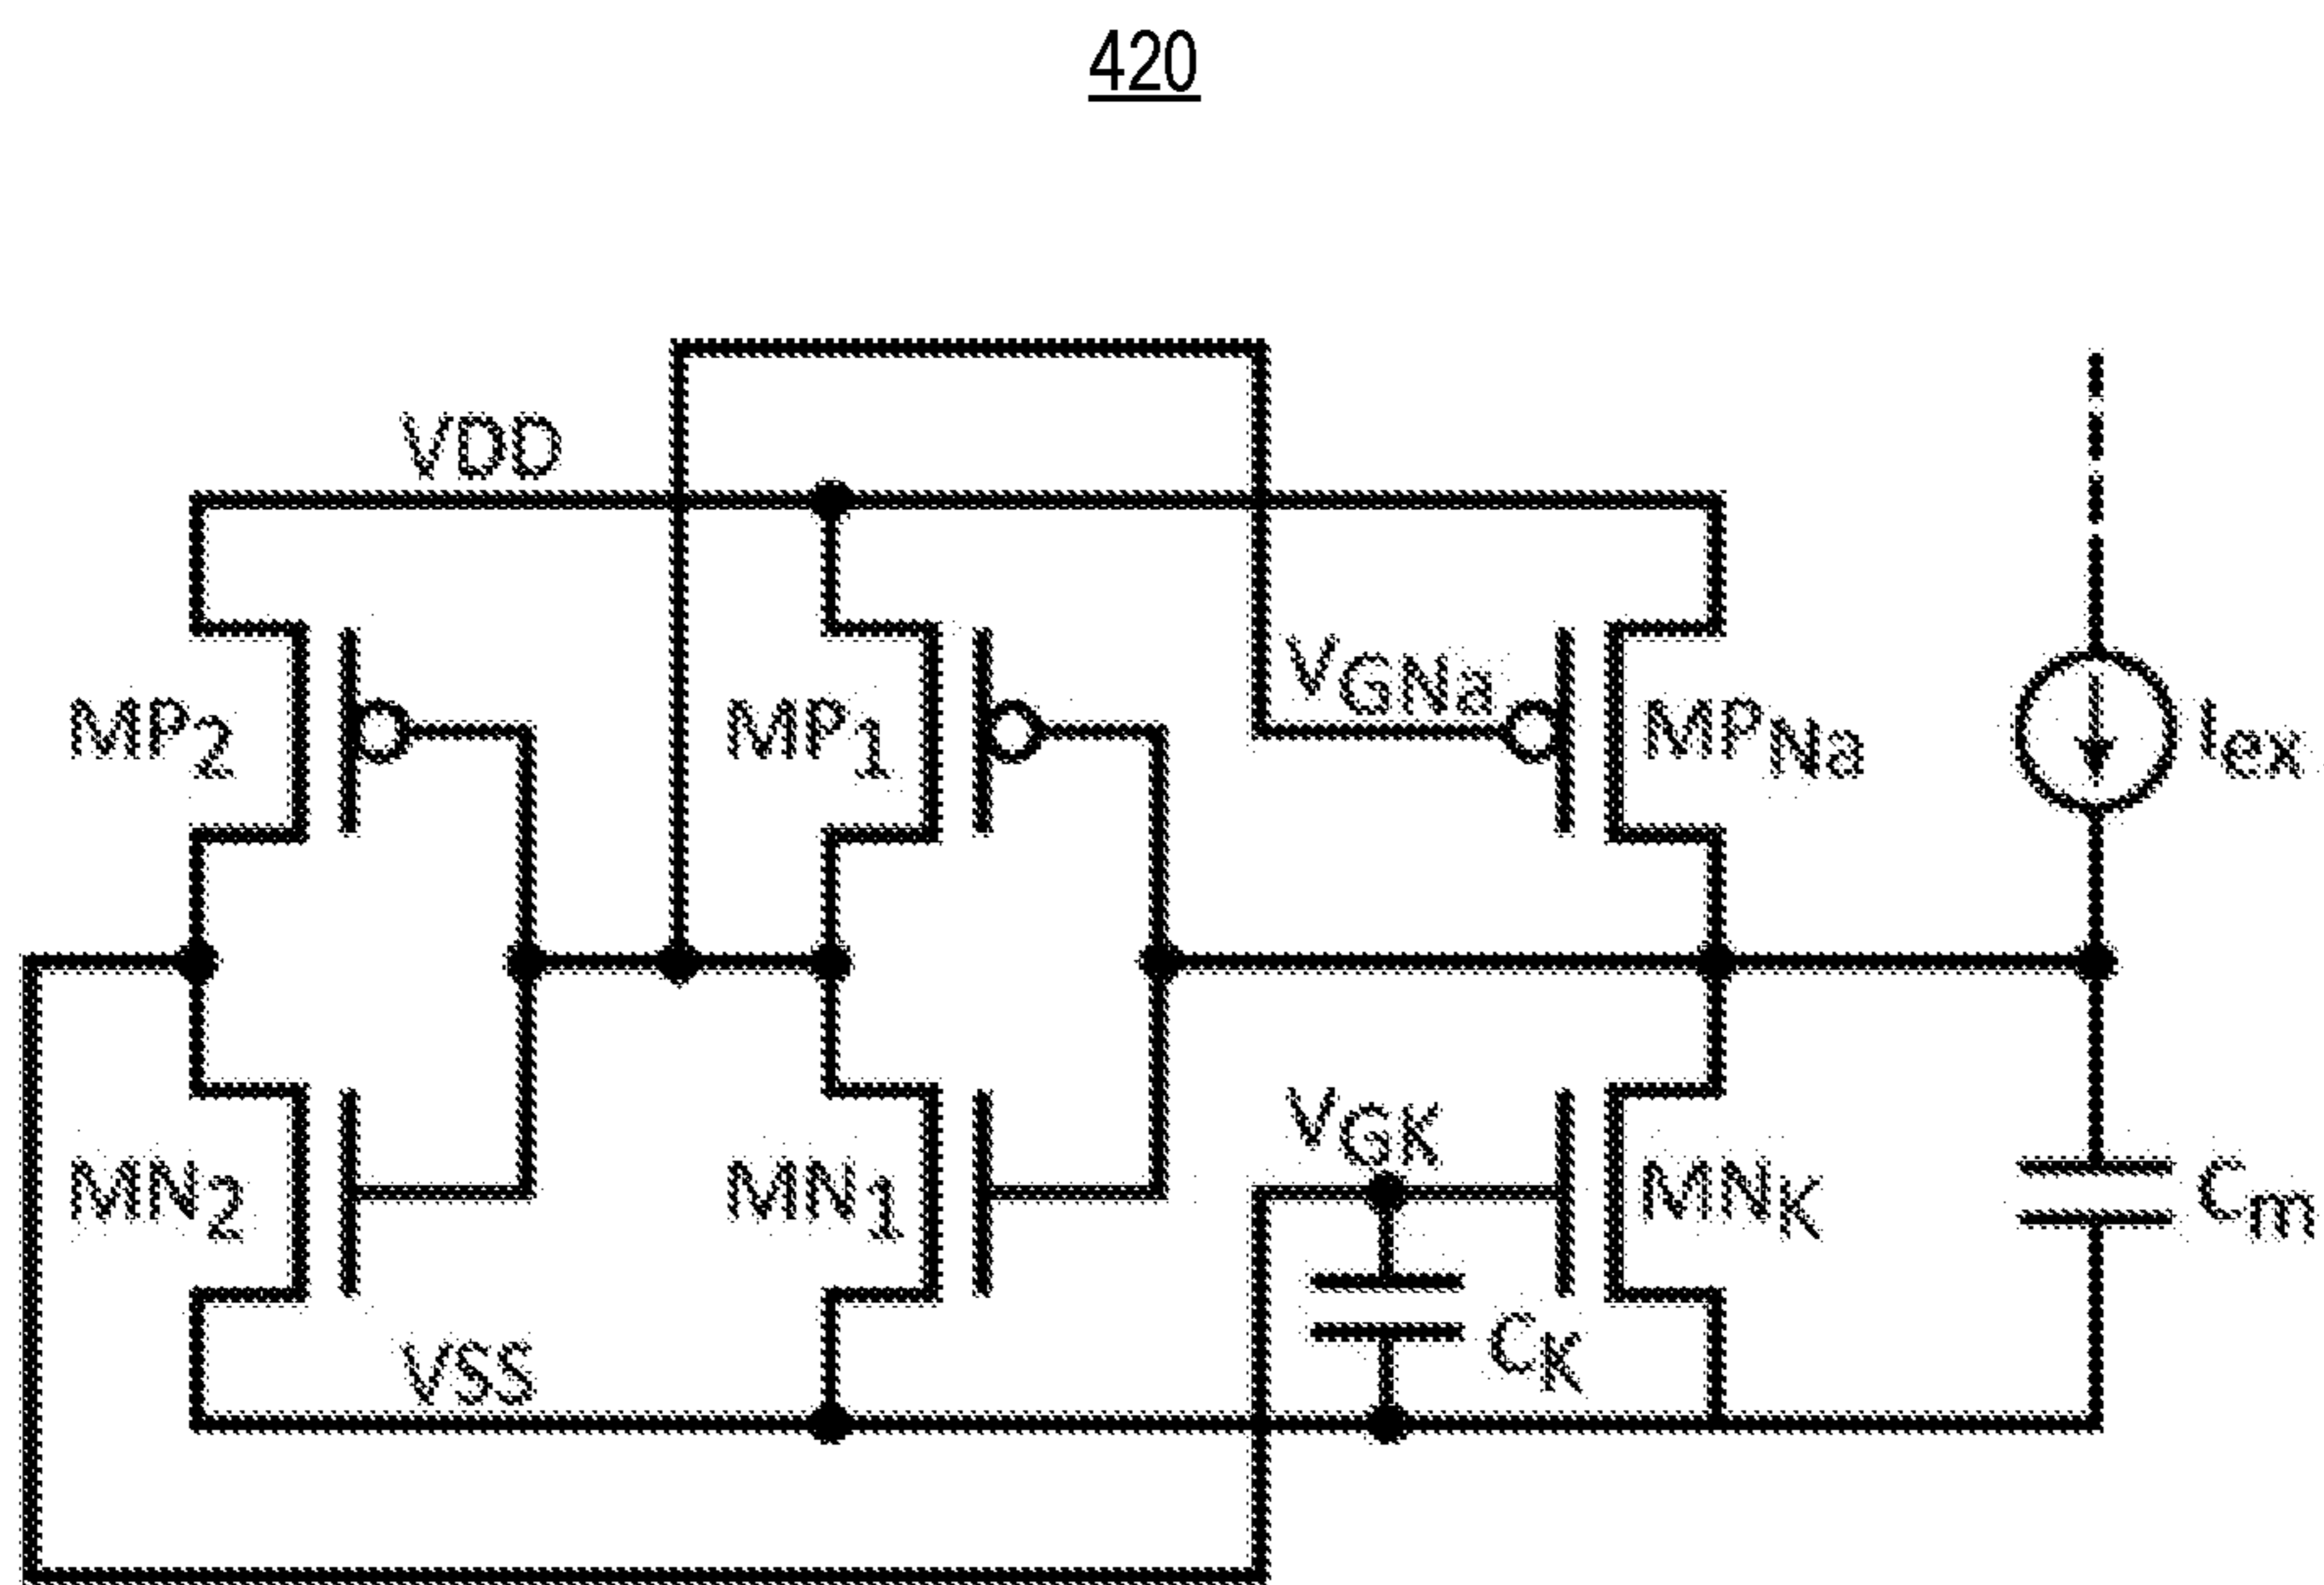 420
VDD
MP2
MP1
VGNa
MPNa
Iex
MN2
MN1
VGK
MNK
Cm
CK
VSS